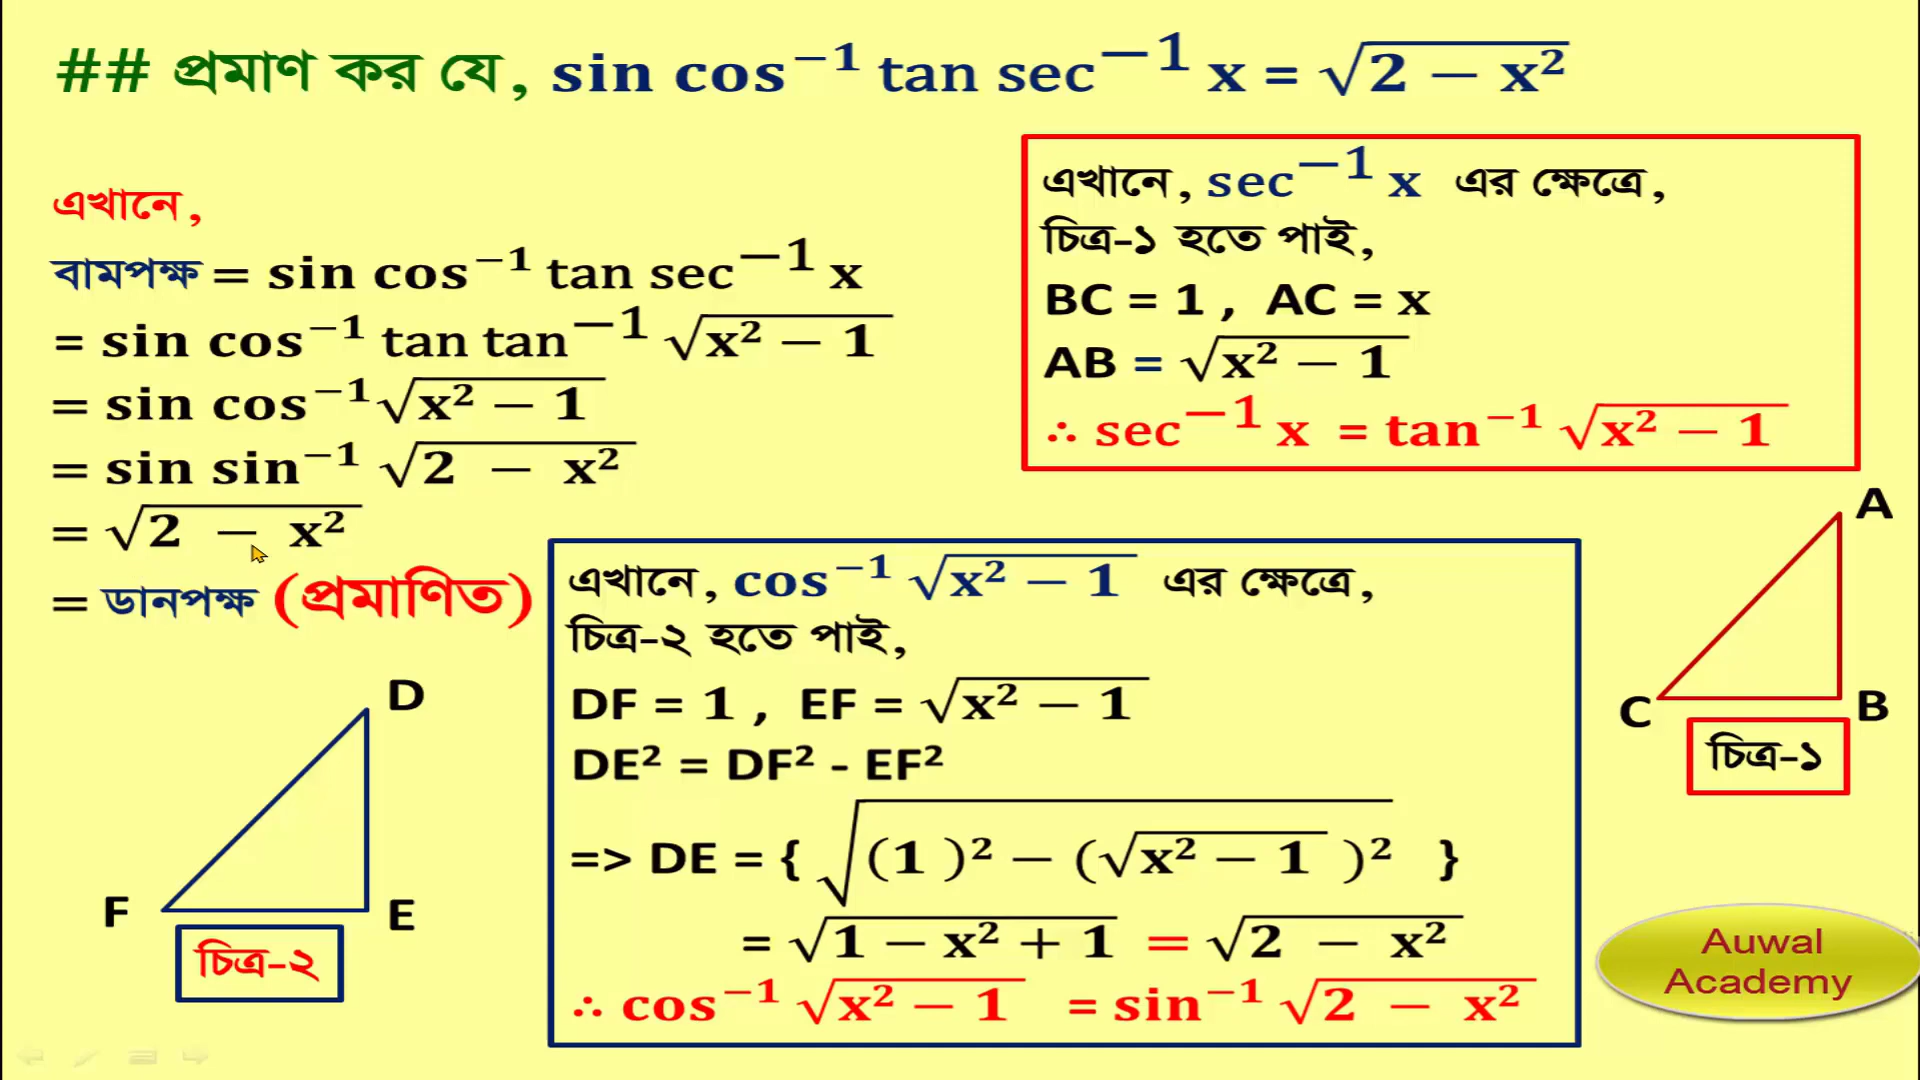 ## প্রমাণ কর যে, sin cos⁻¹ tan sec⁻¹ x = √(2 − x²)
এখানে,
বামপক্ষ = sin cos⁻¹ tan sec⁻¹ x
= sin cos⁻¹ tan tan⁻¹ √(x² − 1)
= sin cos⁻¹ √(x² − 1)
= sin sin⁻¹ √(2 − x²)
= √(2 − x²)
= ডানপক্ষ (প্রমাণিত)
এখানে, sec⁻¹ x এর ক্ষেত্রে,
চিত্র-১ হতে পাই,
BC = 1 , AC = x
AB = √(x² − 1)
∴ sec⁻¹ x = tan⁻¹ √(x² − 1)
A
C
B
চিত্র-১
এখানে, cos⁻¹ √(x² − 1) এর ক্ষেত্রে,
চিত্র-২ হতে পাই,
DF = 1 , EF = √(x² − 1)
DE² = DF² - EF²
=> DE = { √((1 )² − (√(x² − 1) )²) }
= √(1 − x² + 1) = √(2 − x²)
∴ cos⁻¹ √(x² − 1) = sin⁻¹ √(2 − x²)
D
F
E
চিত্র-২
Auwal
Academy